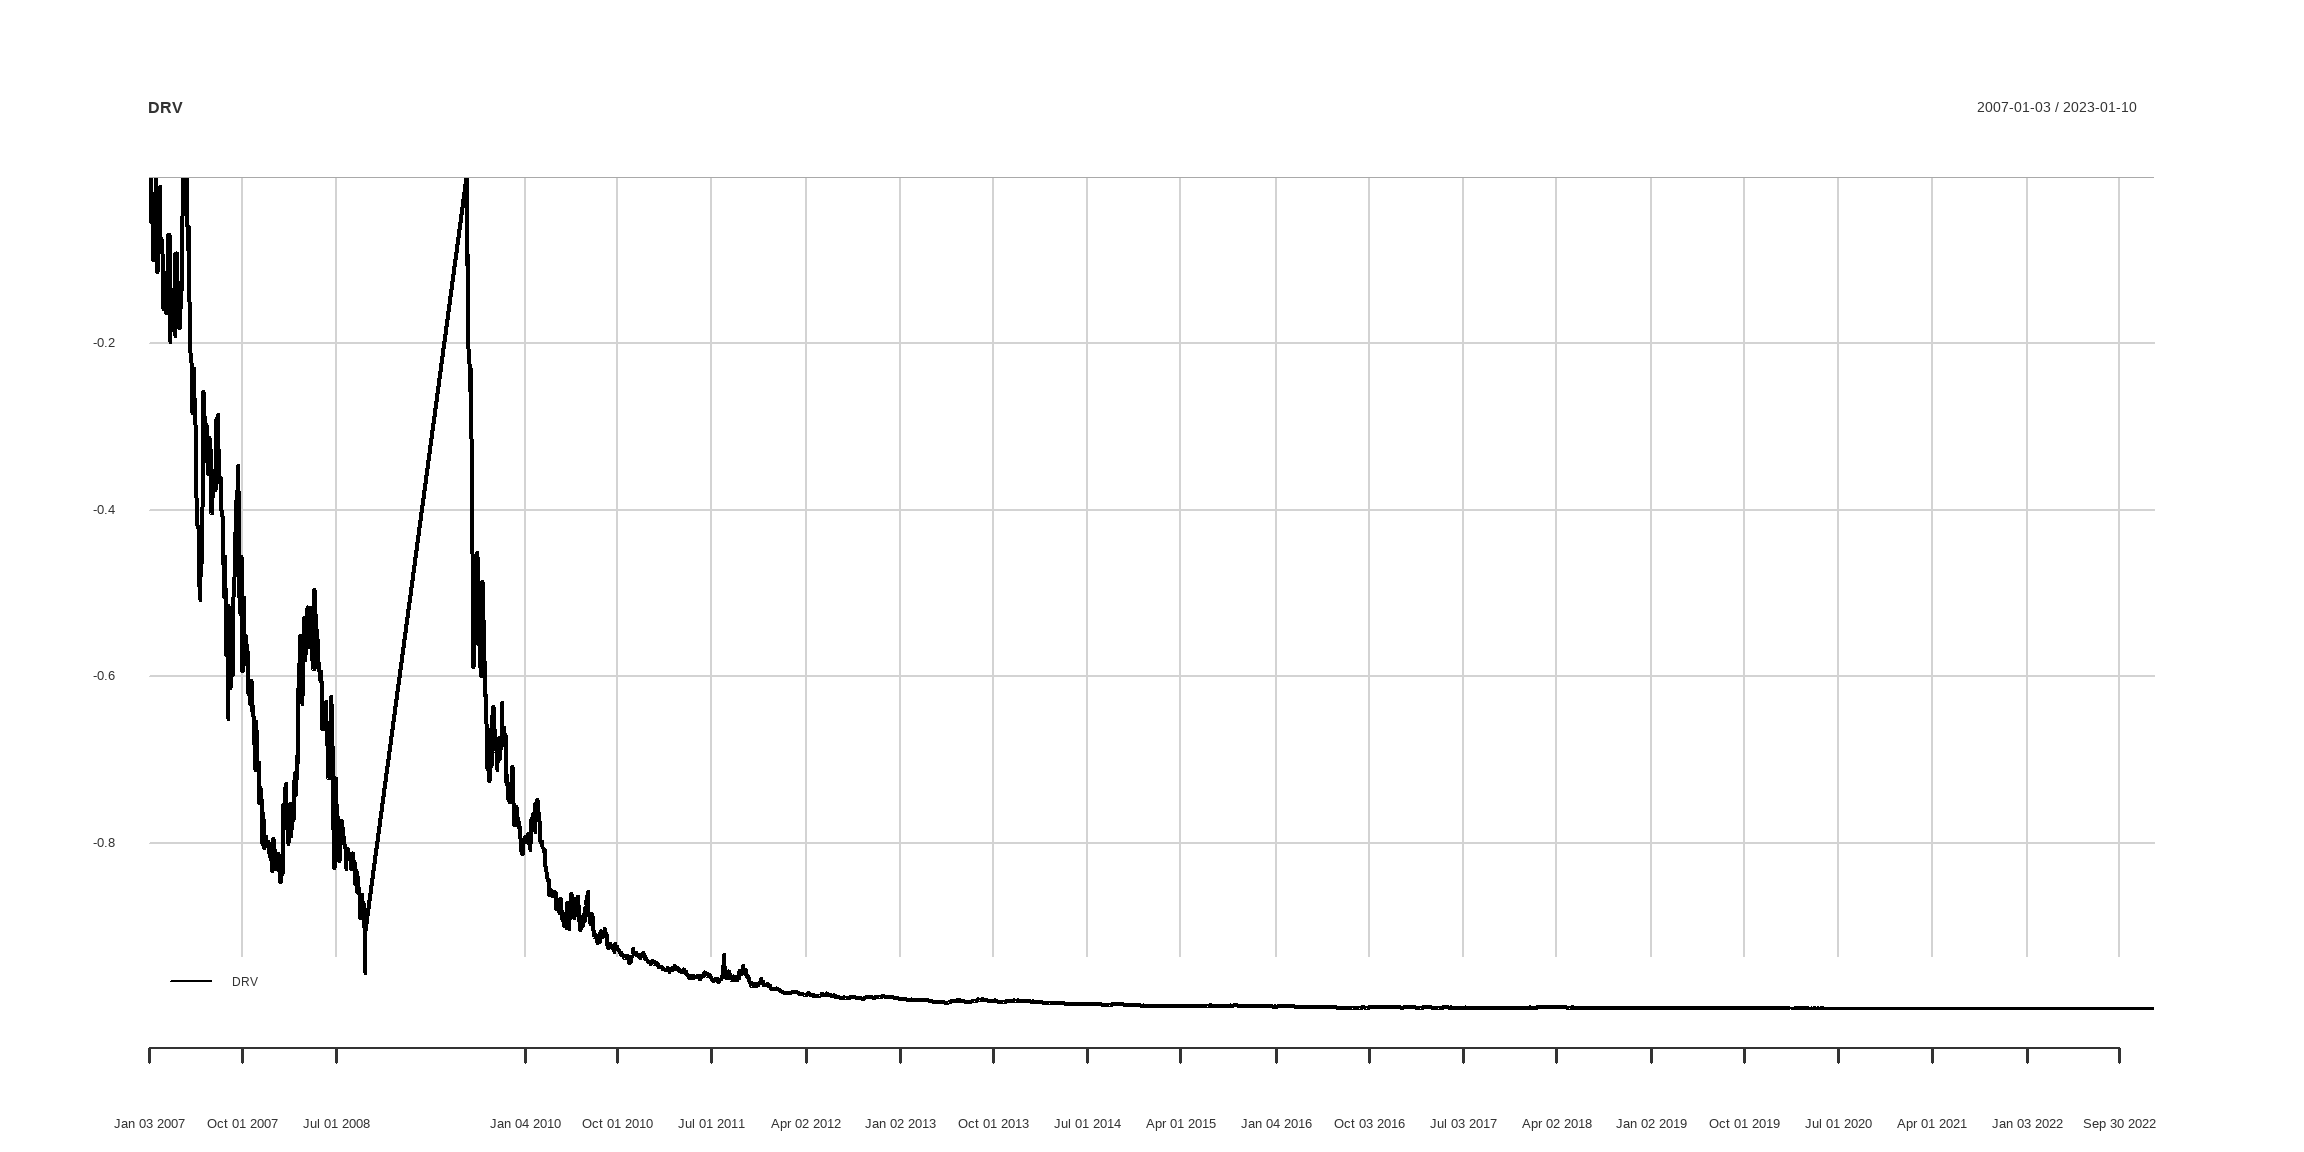 DRV
2007-01-03 / 2023-01-10
-0.2
-0.4
-0.6
-0.8
DRV
Jan 03 2007 Oct 01 2007 Jul 01 2008 Jan 04 2010 Oct 01 2010 Jul 01 2011 Apr 02 2012 Jan 02 2013 Oct 01 2013 Jul 01 2014 Apr 01 2015 Jan 04 2016 Oct 03 2016 Jul 03 2017 Apr 02 2018 Jan 02 2019 Oct 01 2019 Jul 01 2020 Apr 01 2021 Jan 03 2022 Sep 30 2022